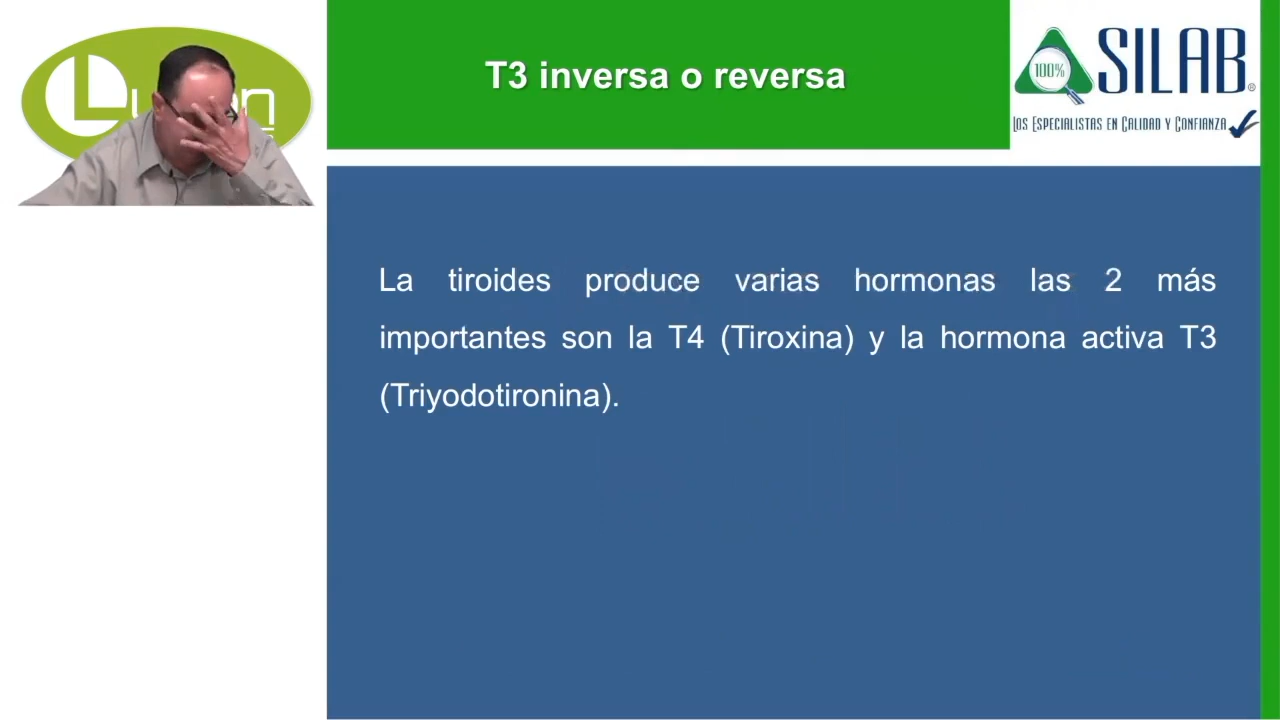 T3 inversa o reversa
100%
SILAB®
Los Especialistas en Calidad y Confianza
La tiroides produce varias hormonas las 2 más
importantes son la T4 (Tiroxina) y la hormona activa T3
(Triyodotironina).